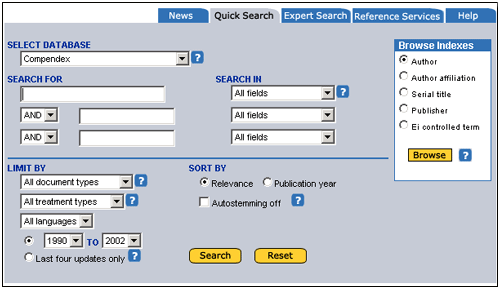 News Quick Search Expert Search Reference Services Help
SELECT DATABASE
Compendex ?
SEARCH FOR SEARCH IN
All fields ?
AND All fields
AND All fields
Browse Indexes
Author
Author affiliation
Serial title
Publisher
Ei controlled term
Browse ?
LIMIT BY SORT BY
All document types ? Relevance Publication year
All treatment types ? Autostemming off ?
All languages
1990 TO 2002
Last four updates only ? Search Reset